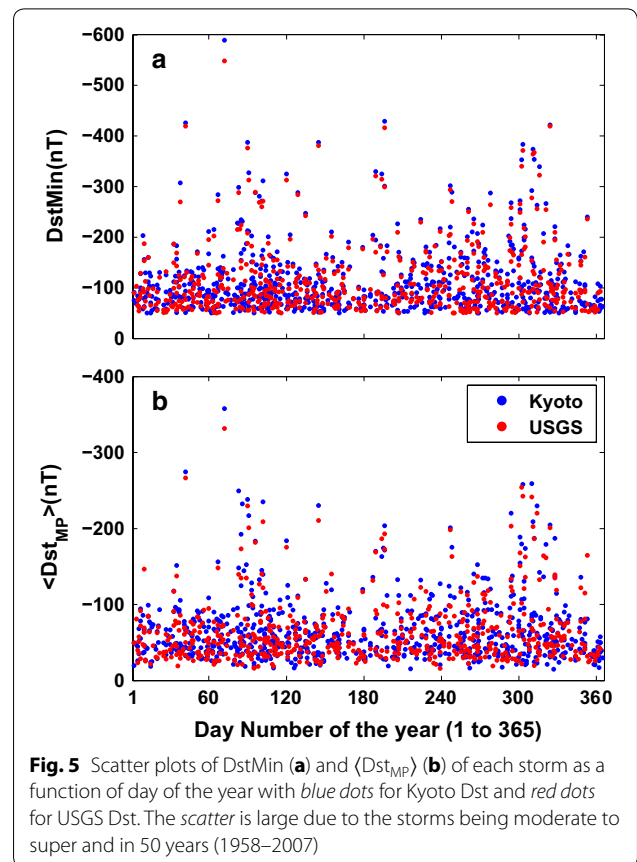 −600
−500
−400
−300
−200
−100
0
DstMin(nT)
a
−400
−300
−200
−100
0
<Dst_MP>(nT)
b
Kyoto
USGS
1 60 120 180 240 300 360
Day Number of the year (1 to 365)
Fig. 5 Scatter plots of DstMin (a) and ⟨Dst_MP⟩ (b) of each storm as a
function of day of the year with blue dots for Kyoto Dst and red dots
for USGS Dst. The scatter is large due to the storms being moderate to
super and in 50 years (1958–2007)